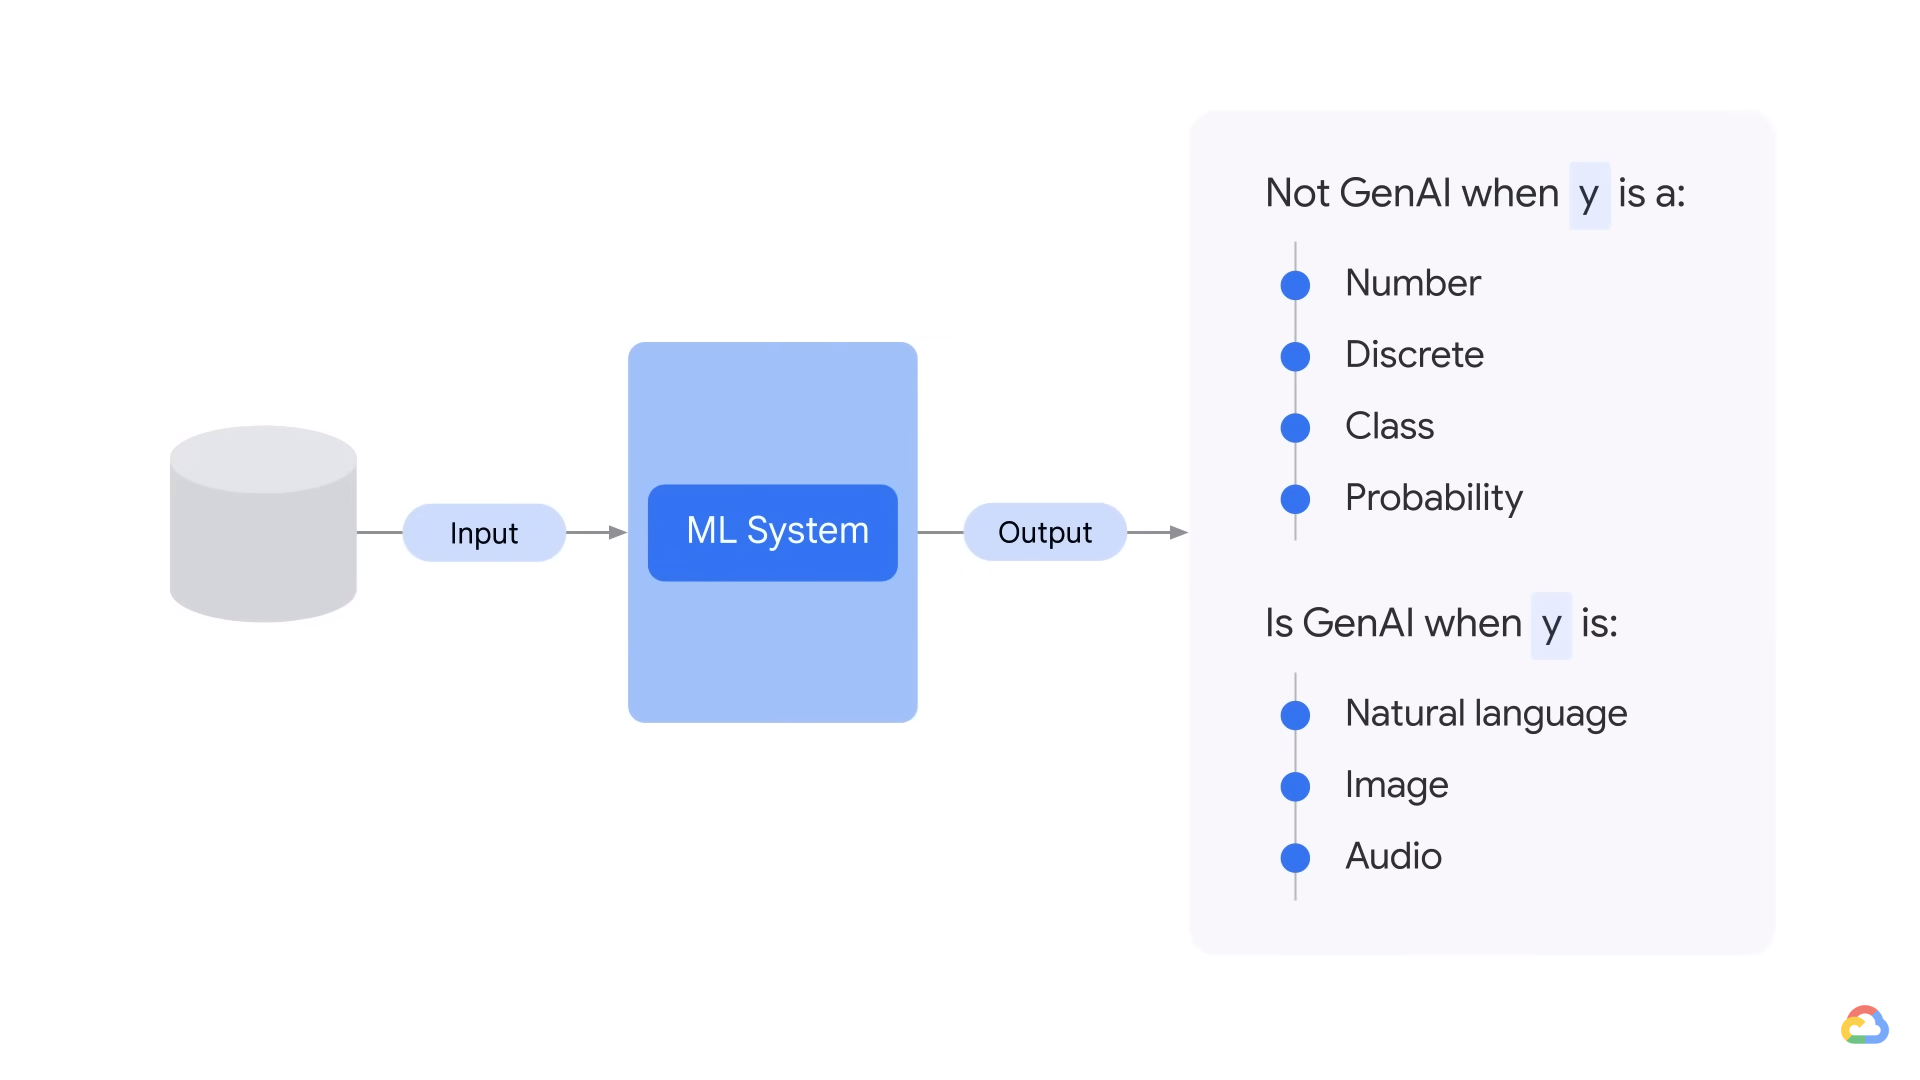 Input
ML System
Output
Not GenAI when y is a:
Number
Discrete
Class
Probability
Is GenAI when y is:
Natural language
Image
Audio